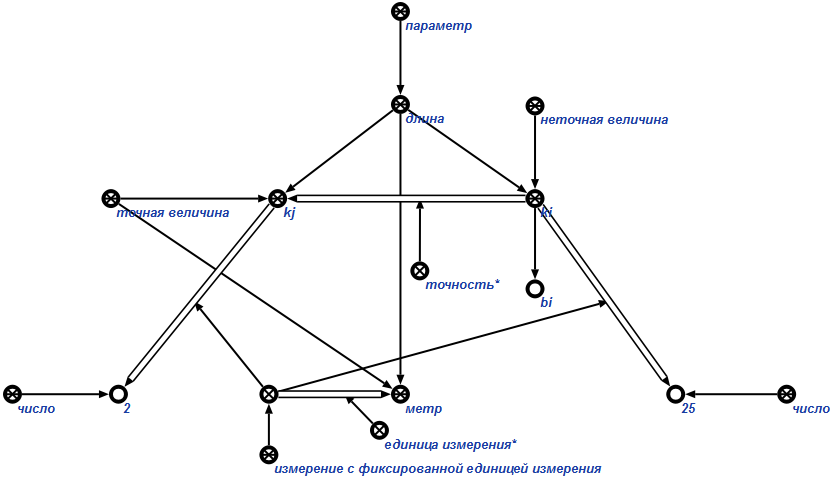 параметр
длина
неточная величина
точная величина
kj
ki
точность*
bi
число
2
метр
25
число
единица измерения*
измерение с фиксированной единицей измерения